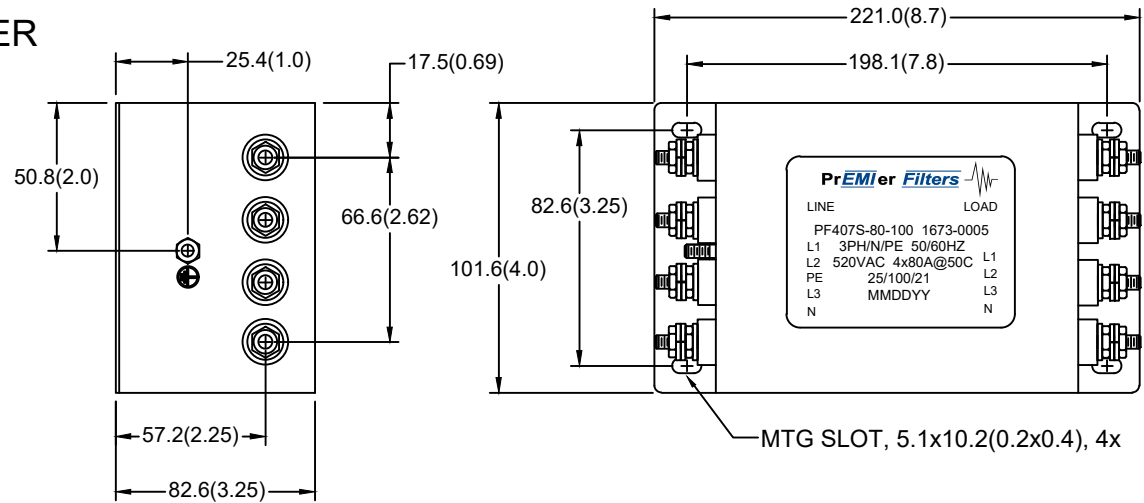 ER
25.4(1.0)
17.5(0.69)
50.8(2.0)
66.6(2.62)
57.2(2.25)
82.6(3.25)
221.0(8.7)
198.1(7.8)
82.6(3.25)
101.6(4.0)
PrEMIer Filters
LINE LOAD
PF407S-80-100 1673-0005
L1 3PH/N/PE 50/60HZ
L2 520VAC 4x80A@50C L1
PE 25/100/21 L2
L3 MMDDYY L3
N N
MTG SLOT, 5.1x10.2(0.2x0.4), 4x